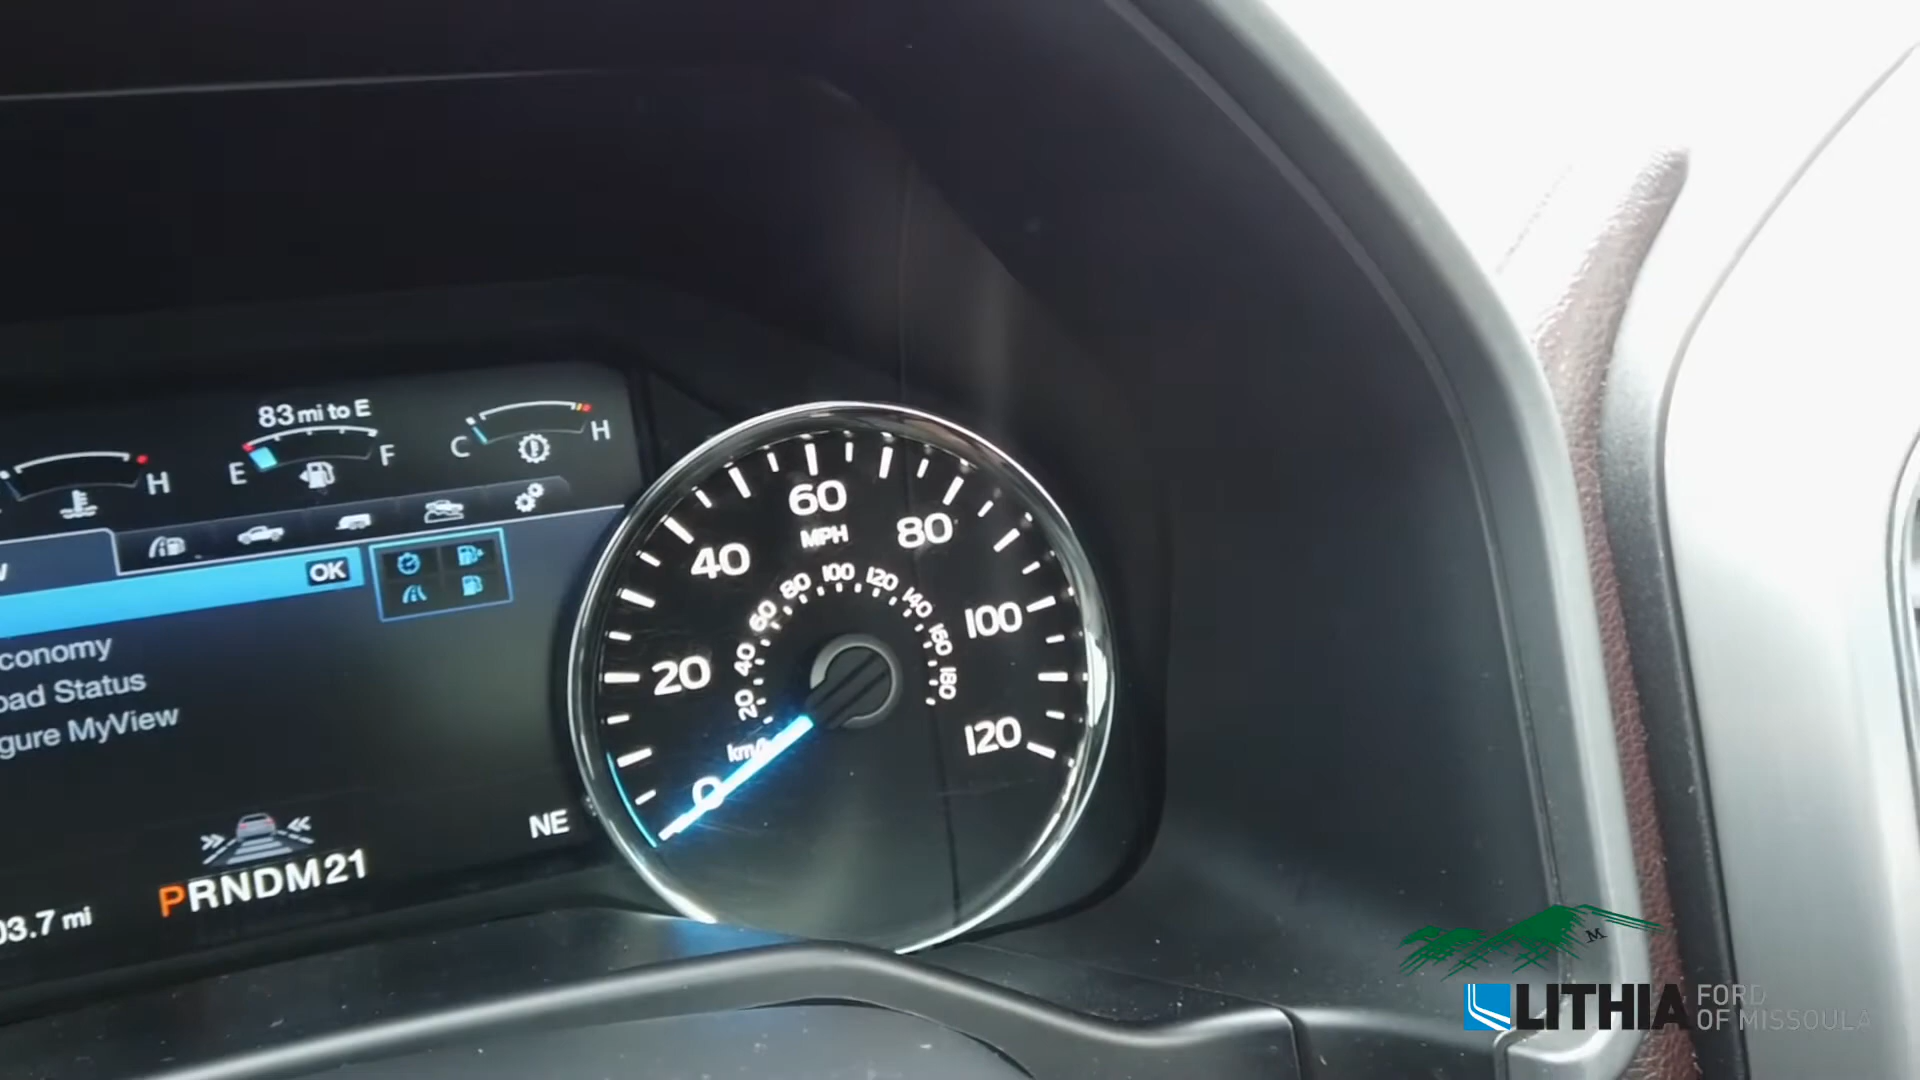 83 mi to E
H
E
F
C
H
OK
conomy
oad Status
gure MyView
NE
PRNDM21
03.7 mi
0
20
40
60
80
100
120
MPH
20
40
60
80
100
120
140
160
180
M
LITHIA FORD
OF MISSOULA